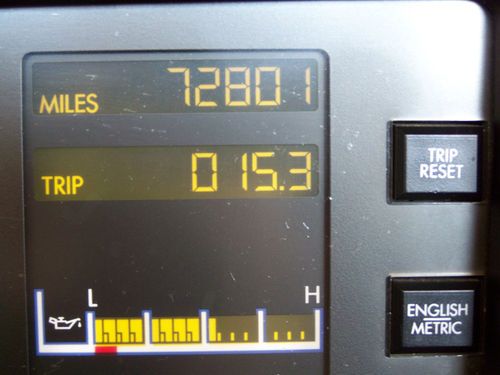 MILES 72801
TRIP 015.3
TRIP
RESET
L H
ENGLISH
METRIC